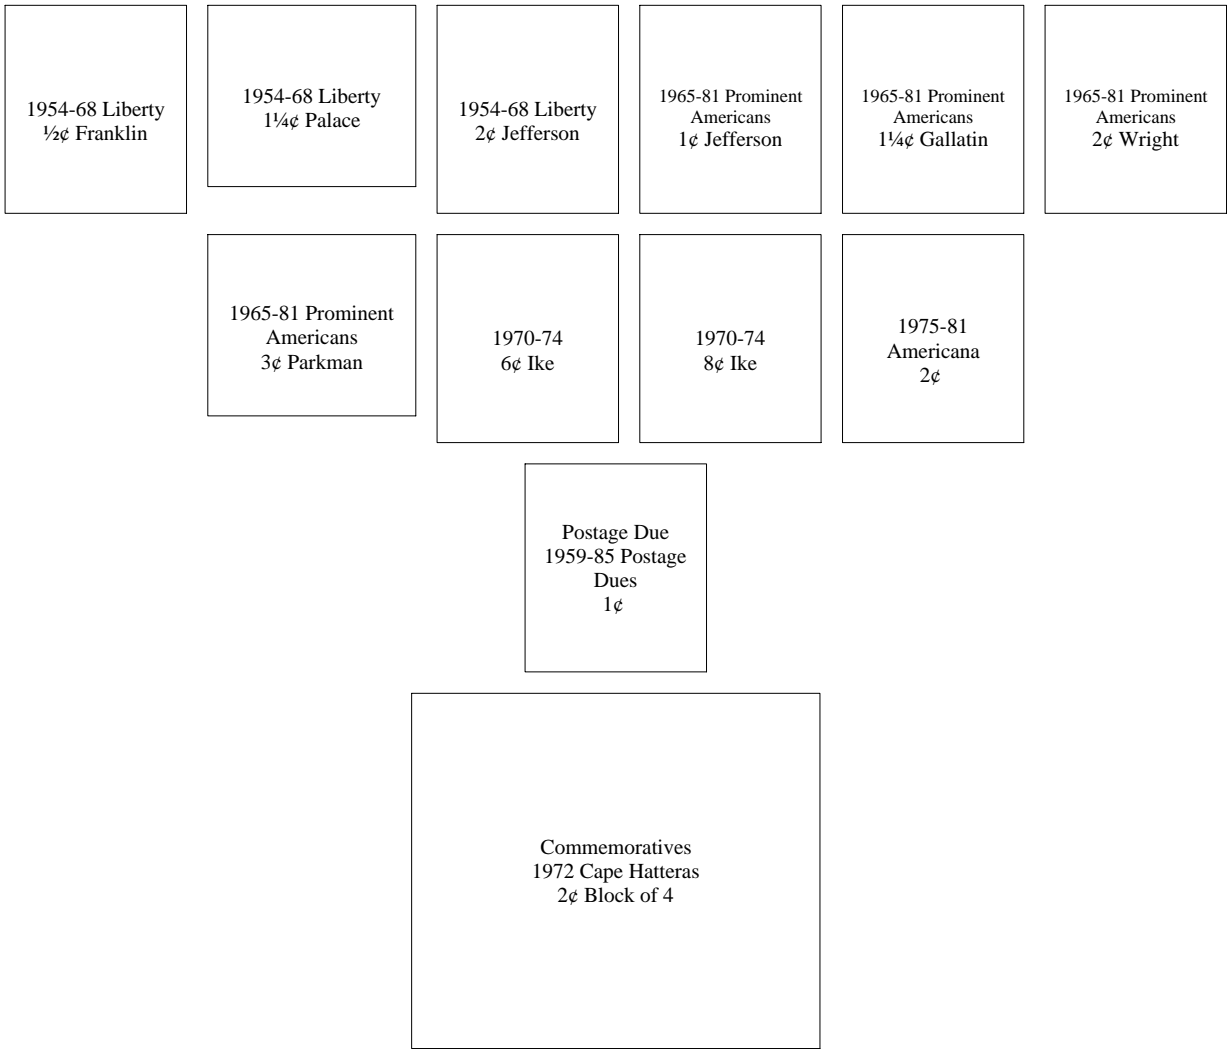 1954-68 Liberty
½¢ Franklin
1954-68 Liberty
1¼¢ Palace
1954-68 Liberty
2¢ Jefferson
1965-81 Prominent
Americans
1¢ Jefferson
1965-81 Prominent
Americans
1¼¢ Gallatin
1965-81 Prominent
Americans
2¢ Wright
1965-81 Prominent
Americans
3¢ Parkman
1970-74
6¢ Ike
1970-74
8¢ Ike
1975-81
Americana
2¢
Postage Due
1959-85 Postage
Dues
1¢
Commemoratives
1972 Cape Hatteras
2¢ Block of 4